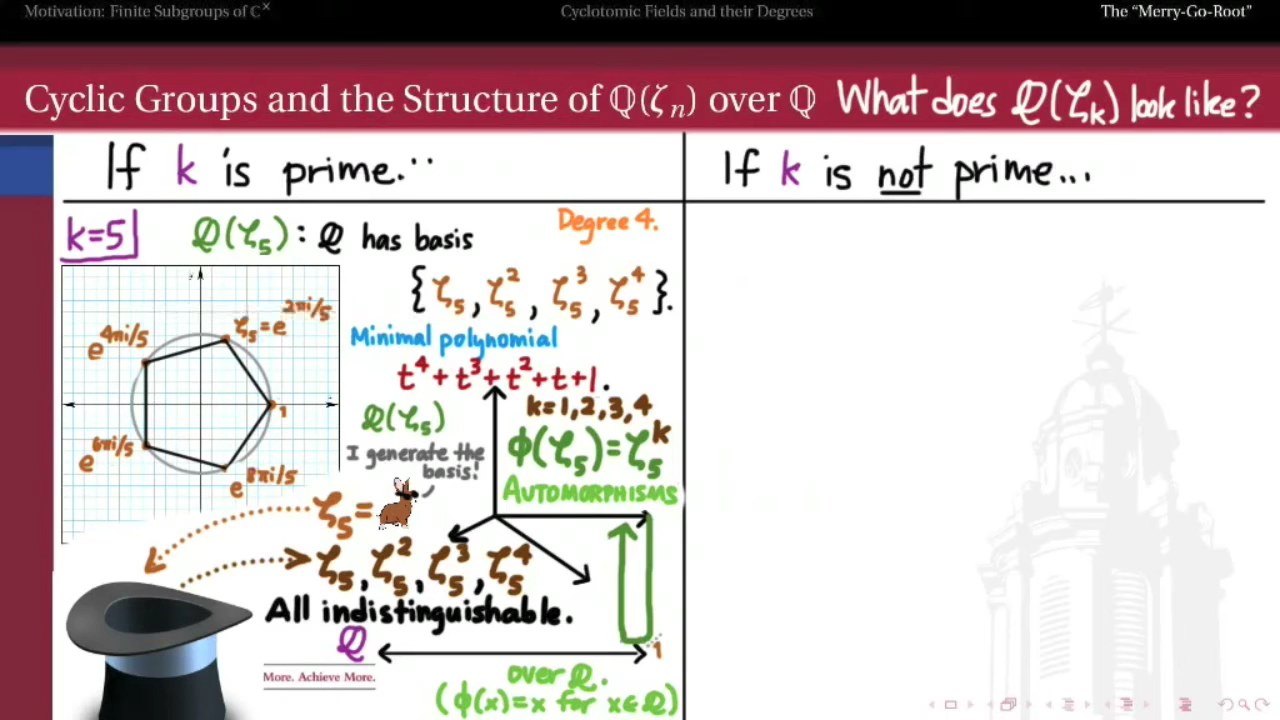 Motivation: Finite Subgroups of ℂ× Cyclotomic Fields and their Degrees The “Merry-Go-Root”
Cyclic Groups and the Structure of ℚ(ζₙ) over ℚ What does ℚ(ζₖ) look like?
If k is prime...
k=5
ℚ(ζ₅) : ℚ has basis
Degree 4.
{ζ₅, ζ₅², ζ₅³, ζ₅⁴}.
ζ₅ = e^{2πi/5}
e^{4πi/5}
1
e^{6πi/5}
e^{8πi/5}
Minimal polynomial
t⁴+t³+t²+t+1.
ℚ(ζ₅)
k=1,2,3,4
ϕ(ζ₅)=ζ₅ᵏ
AUTOMORPHISMS
I generate the
basis!
ζ₅ =
ζ₅, ζ₅², ζ₅³, ζ₅⁴
All indistinguishable.
ℚ
1
More. Achieve More.
over ℚ.
(ϕ(x)=x for x∈ℚ)
If k is not prime...